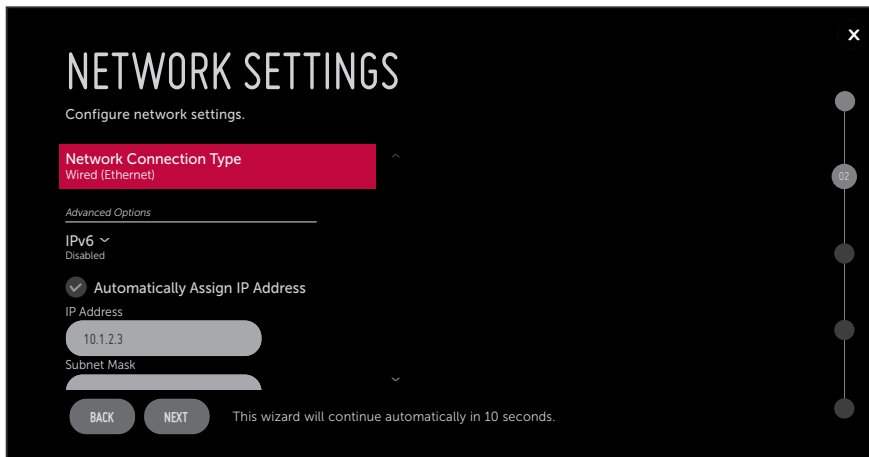 X
NETWORK SETTINGS
Configure network settings.
Network Connection Type
Wired (Ethernet)
02
Advanced Options
IPv6
Disabled
Automatically Assign IP Address
IP Address
10.1.2.3
Subnet Mask
BACK NEXT This wizard will continue automatically in 10 seconds.